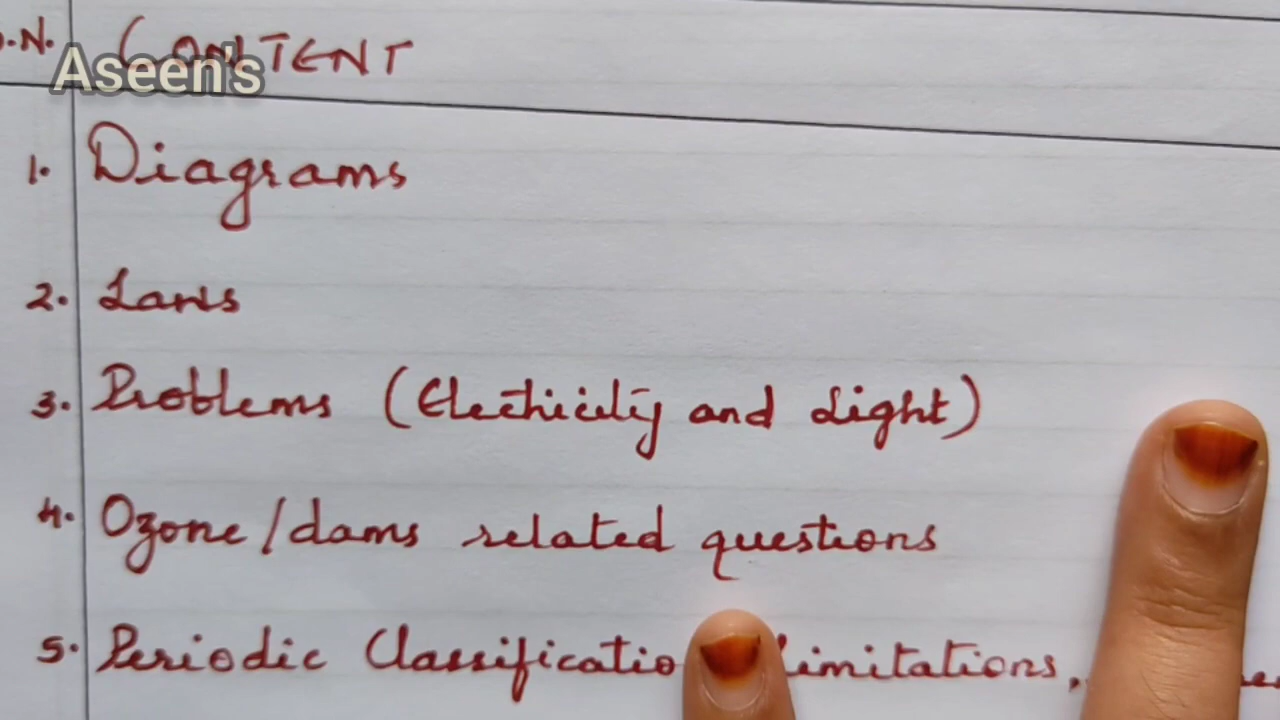 S.N. CONTENT
Aseen's
1. Diagrams
2. Laws
3. Problems (Electricity and Light)
4. Ozone / dams related questions
5. Periodic Classification limitations,